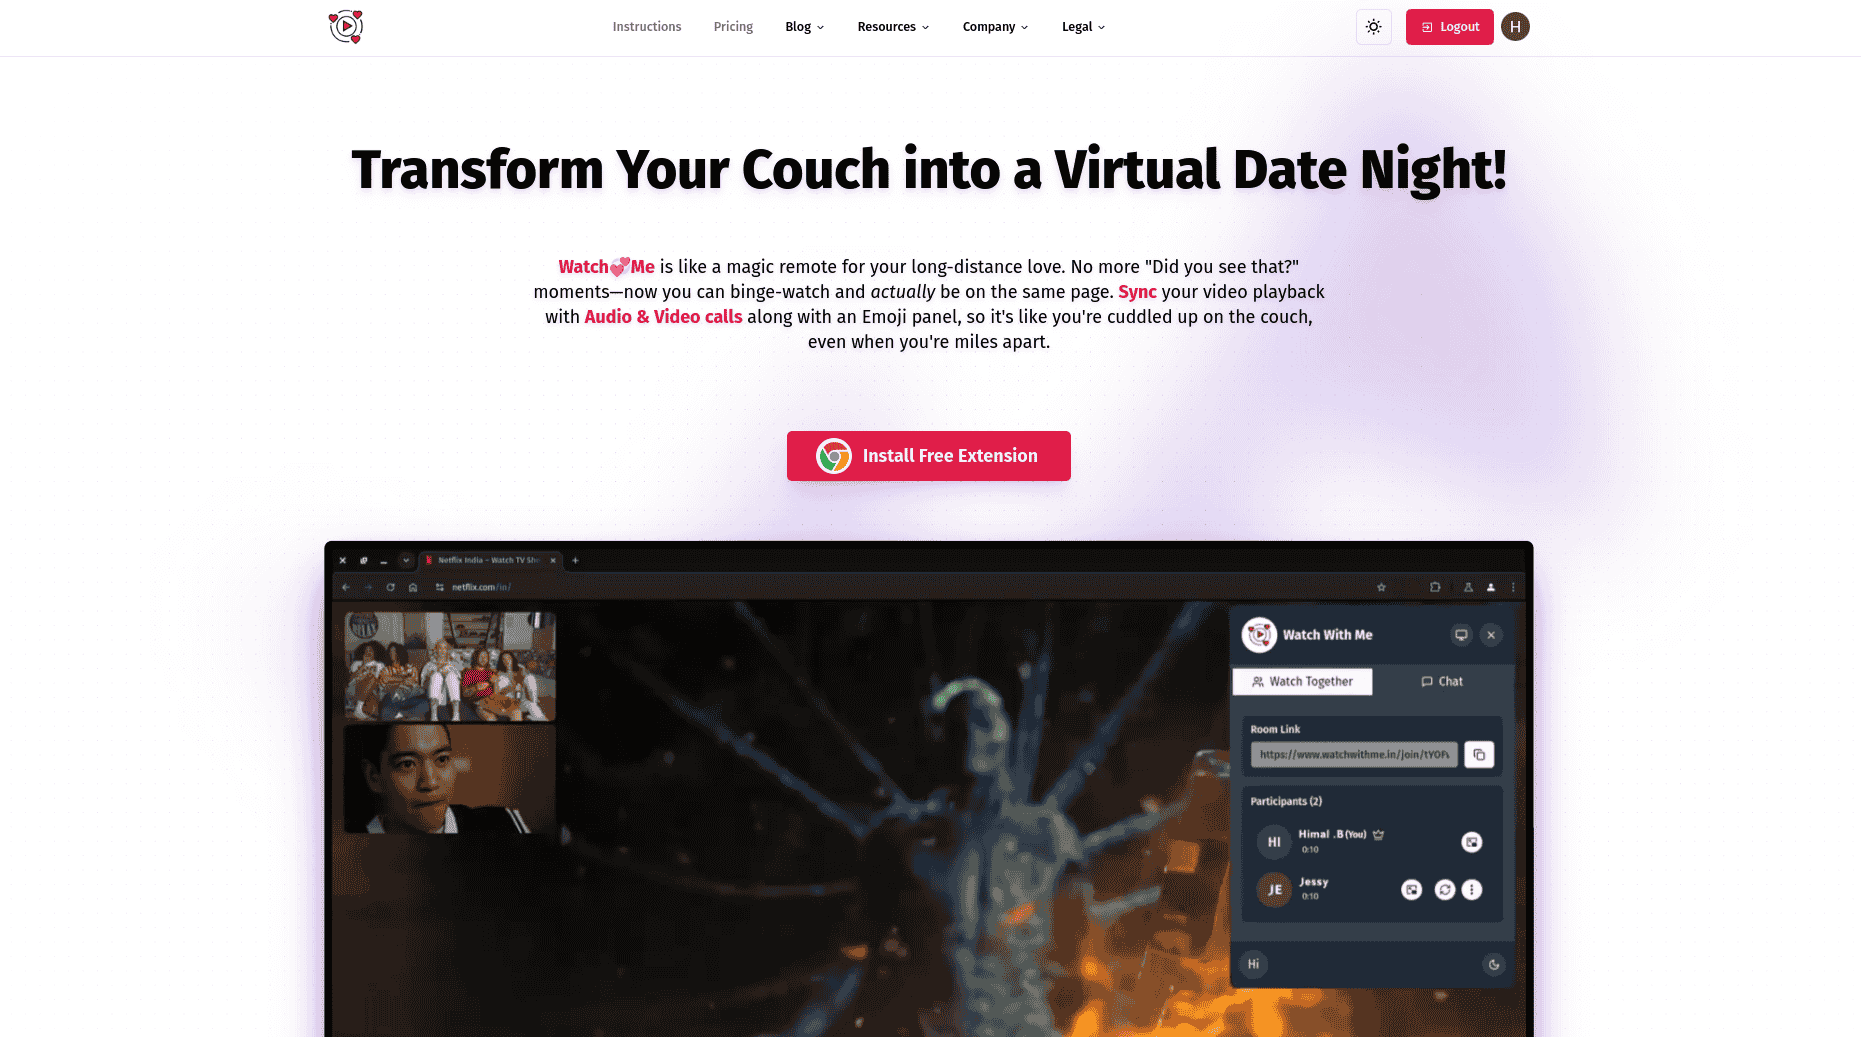 Instructions Pricing Blog Resources Company Legal Logout H
Transform Your Couch into a Virtual Date Night!
Watch💞Me is like a magic remote for your long-distance love. No more "Did you see that?"
moments—now you can binge-watch and actually be on the same page. Sync your video playback
with Audio & Video calls along with an Emoji panel, so it's like you're cuddled up on the couch,
even when you're miles apart.
Install Free Extension
Netflix India – Watch TV Sh
netflix.com/in/
Watch With Me
Watch Together Chat
Room Link
https://www.watchwithme.in/join/tYOF
Participants (2)
HI Himal .B (You)
0:10
JE Jessy
0:10
Hi